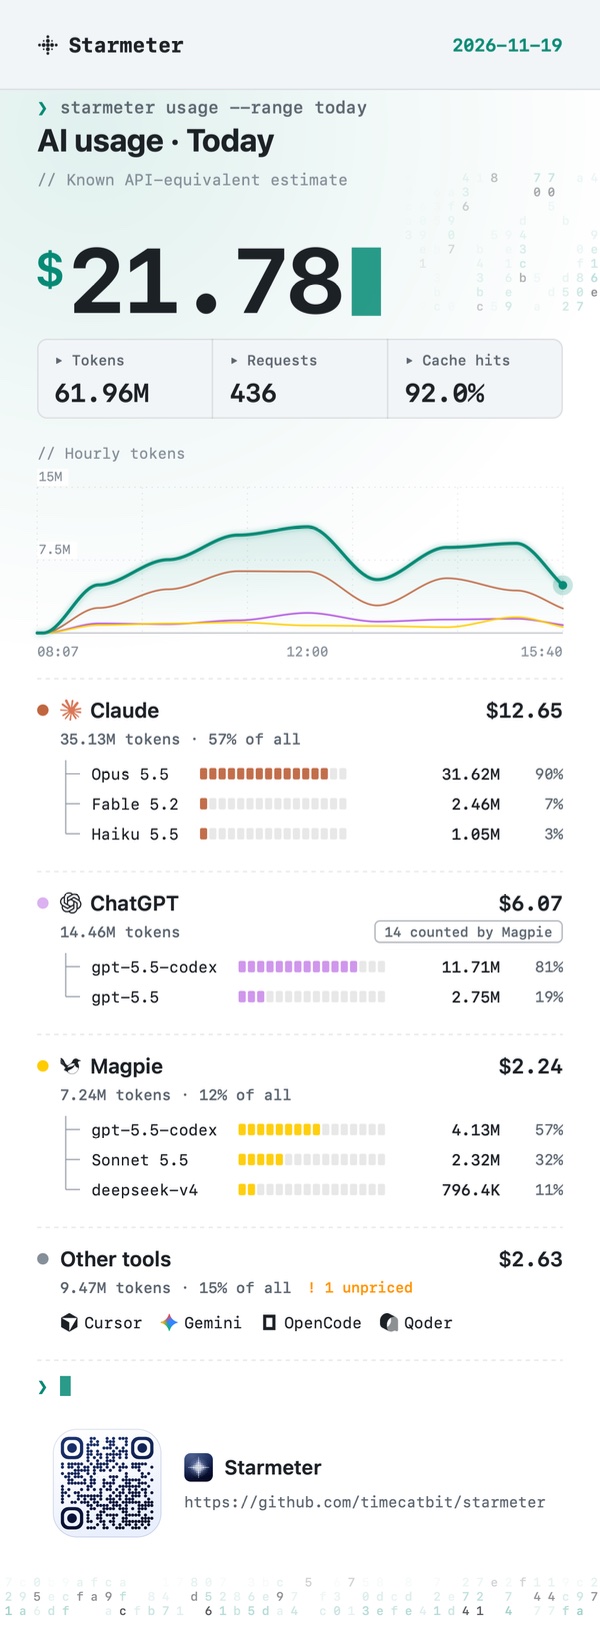 Starmeter 2026-11-19
❯ starmeter usage --range today
AI usage · Today
// Known API-equivalent estimate
$21.78
▸ Tokens ▸ Requests ▸ Cache hits
61.96M 436 92.0%
// Hourly tokens
15M
7.5M
08:07 12:00 15:40
Claude $12.65
35.13M tokens · 57% of all
Opus 5.5 31.62M 90%
Fable 5.2 2.46M 7%
Haiku 5.5 1.05M 3%
ChatGPT $6.07
14.46M tokens 14 counted by Magpie
gpt-5.5-codex 11.71M 81%
gpt-5.5 2.75M 19%
Magpie $2.24
7.24M tokens · 12% of all
gpt-5.5-codex 4.13M 57%
Sonnet 5.5 2.32M 32%
deepseek-v4 796.4K 11%
Other tools $2.63
9.47M tokens · 15% of all ! 1 unpriced
Cursor Gemini OpenCode Qoder
❯
Starmeter
https://github.com/timecatbit/starmeter